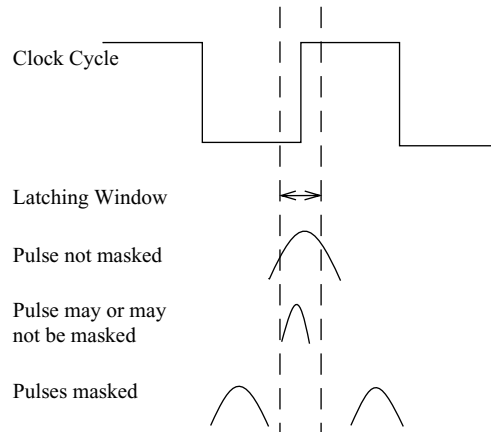 Clock Cycle
Latching Window
Pulse not masked
Pulse may or may
not be masked
Pulses masked